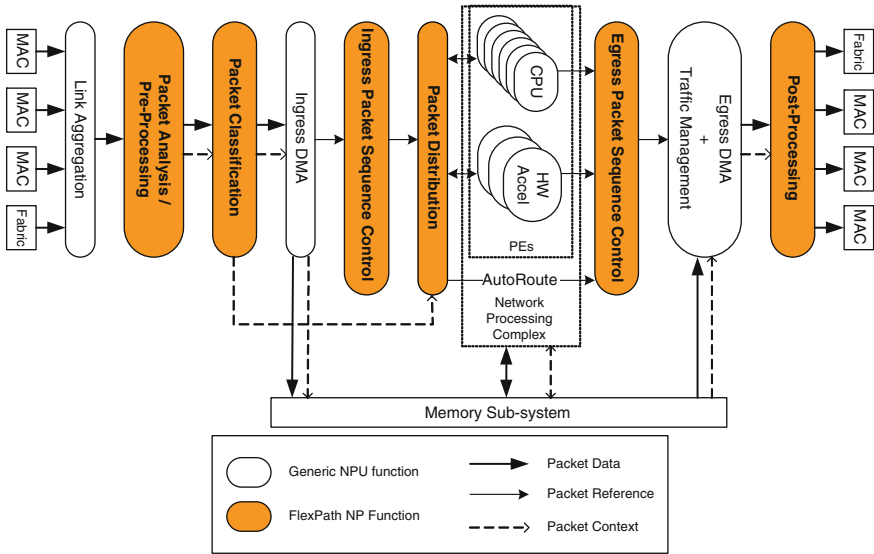 MAC
MAC
MAC
Fabric
Link Aggregation
Packet Analysis /
Pre-Processing
Packet Classification
Ingress DMA
Ingress Packet Sequence Control
Packet Distribution
CPU
HW
Accel
PEs
AutoRoute
Network
Processing
Complex
Egress Packet Sequence Control
Egress DMA
+
Traffic Management
Post-Processing
Fabric
MAC
MAC
MAC
Memory Sub-system
Generic NPU function
FlexPath NP Function
Packet Data
Packet Reference
Packet Context